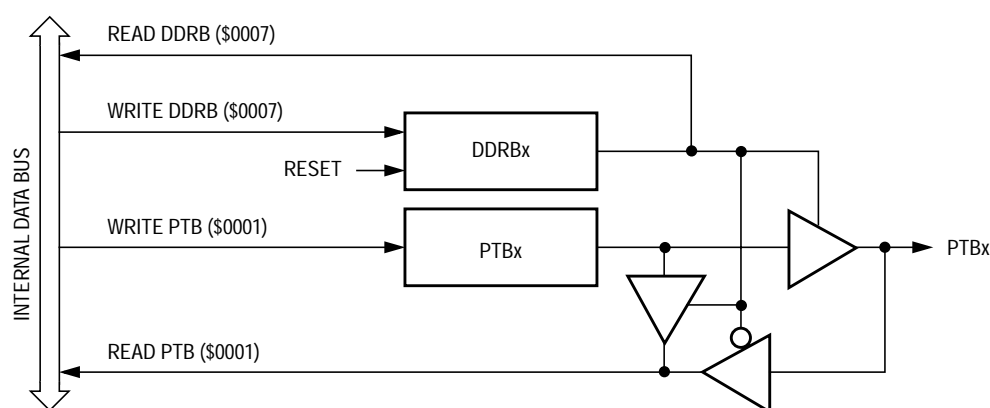 READ DDRB ($0007)
WRITE DDRB ($0007)
DDRBx
RESET
WRITE PTB ($0001)
PTBx
PTBx
READ PTB ($0001)
INTERNAL DATA BUS